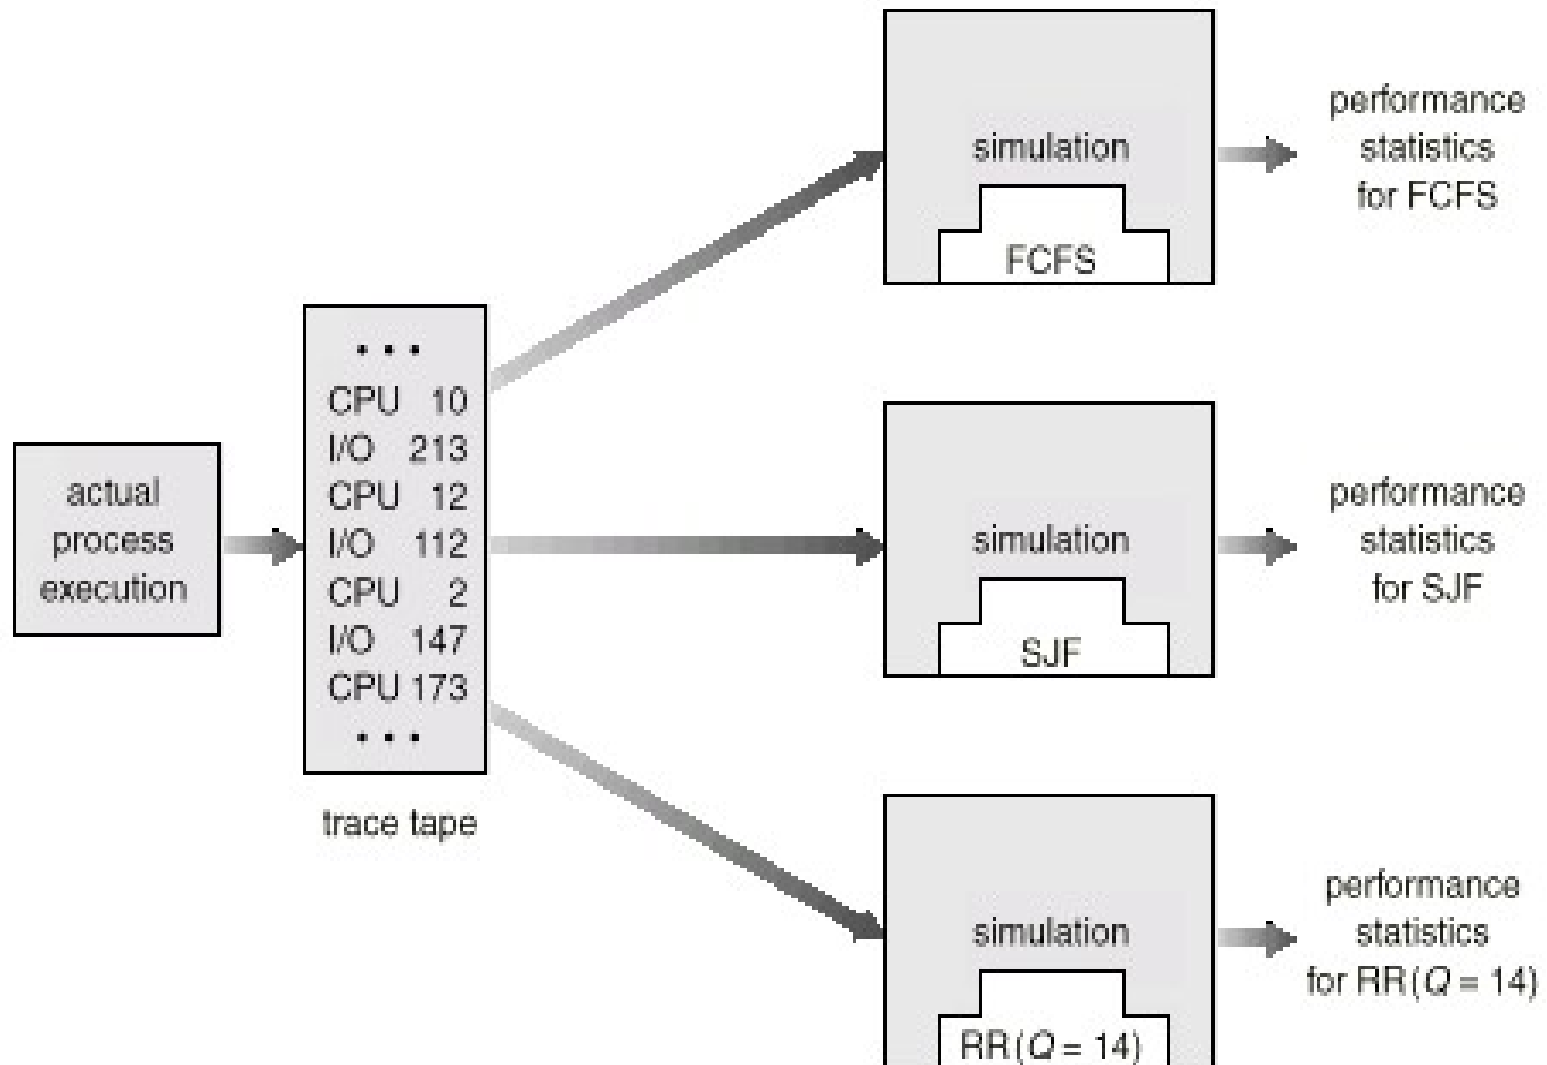 actual
process
execution
• • •
CPU 10
I/O 213
CPU 12
I/O 112
CPU 2
I/O 147
CPU 173
• • •
trace tape
simulation
FCFS
performance
statistics
for FCFS
simulation
SJF
performance
statistics
for SJF
simulation
RR(Q = 14)
performance
statistics
for RR(Q = 14)